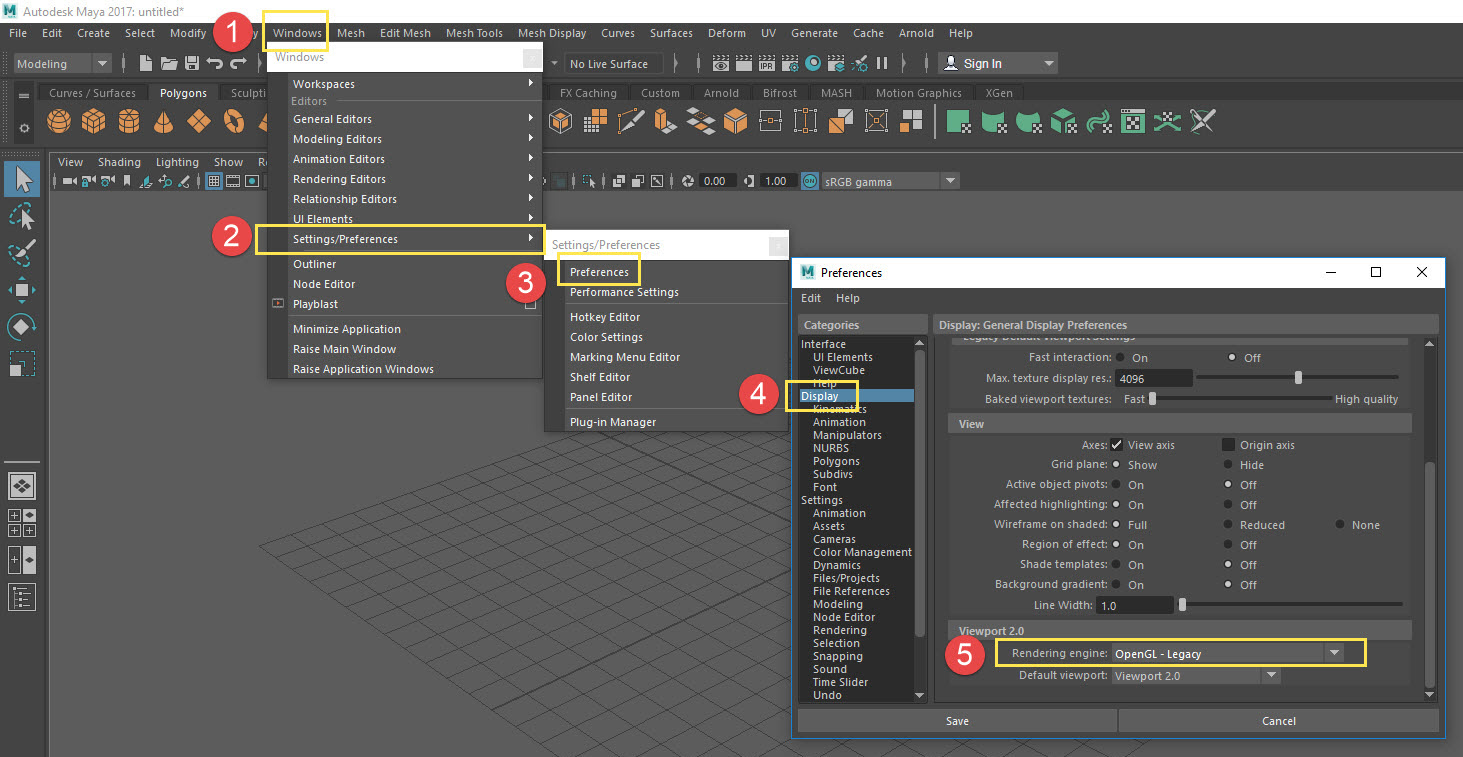 Autodesk Maya 2017: untitled*
File Edit Create Select Modify Windows Mesh Edit Mesh Mesh Tools Mesh Display Curves Surfaces Deform UV Generate Cache Arnold Help
1
Modeling No Live Surface IPR Sign In
Curves / Surfaces Polygons Sculpti FX Caching Custom Arnold Bifrost MASH Motion Graphics XGen
View Shading Lighting Show
0.00 1.00 ON sRGB gamma
Windows
Workspaces
Editors
General Editors
Modeling Editors
Animation Editors
Rendering Editors
Relationship Editors
UI Elements
2
Settings/Preferences
Outliner
Node Editor
Playblast
Minimize Application
Raise Main Window
Raise Application Windows
Settings/Preferences x
3
Preferences
Performance Settings
Hotkey Editor
Color Settings
Marking Menu Editor
Shelf Editor
Panel Editor
Plug-in Manager
Preferences
Edit Help
Categories
Interface
UI Elements
ViewCube
Help
4
Display
Kinematics
Animation
Manipulators
NURBS
Polygons
Subdivs
Font
Settings
Animation
Assets
Cameras
Color Management
Dynamics
Files/Projects
File References
Modeling
Node Editor
Rendering
Selection
Snapping
Sound
Time Slider
Undo
Display: General Display Preferences
Legacy Default Viewport Settings
Fast interaction: On Off
Max. texture display res.: 4096
Baked viewport textures: Fast High quality
View
Axes: View axis Origin axis
Grid plane: Show Hide
Active object pivots: On Off
Affected highlighting: On Off
Wireframe on shaded: Full Reduced None
Region of effect: On Off
Shade templates: On Off
Background gradient: On Off
Line Width: 1.0
Viewport 2.0
5
Rendering engine: OpenGL - Legacy
Default viewport: Viewport 2.0
Save Cancel